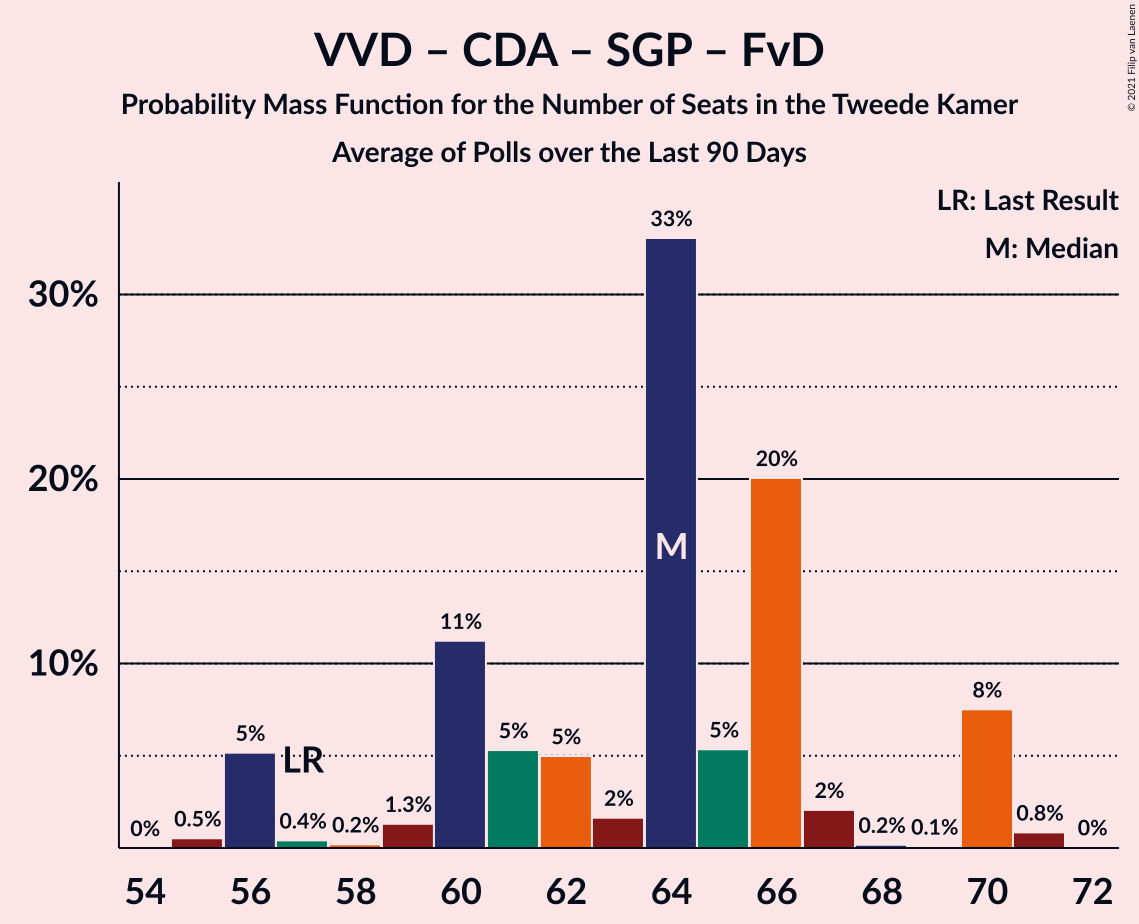 VVD – CDA – SGP – FvD
Probability Mass Function for the Number of Seats in the Tweede Kamer
Average of Polls over the Last 90 Days
© 2021 Filip van Laenen
LR: Last Result
M: Median
30%
20%
10%
0%
0.5%
5%
LR
0.4%
0.2%
1.3%
11%
5%
5%
2%
33%
M
5%
20%
2%
0.2%
0.1%
8%
0.8%
0%
54 56 58 60 62 64 66 68 70 72